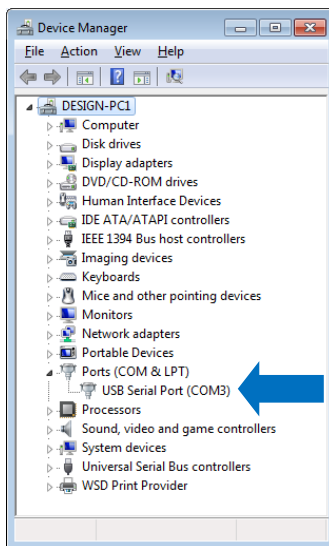 Device Manager
File Action View Help
DESIGN-PC1
Computer
Disk drives
Display adapters
DVD/CD-ROM drives
Human Interface Devices
IDE ATA/ATAPI controllers
IEEE 1394 Bus host controllers
Imaging devices
Keyboards
Mice and other pointing devices
Monitors
Network adapters
Portable Devices
Ports (COM & LPT)
USB Serial Port (COM3)
Processors
Sound, video and game controllers
System devices
Universal Serial Bus controllers
WSD Print Provider